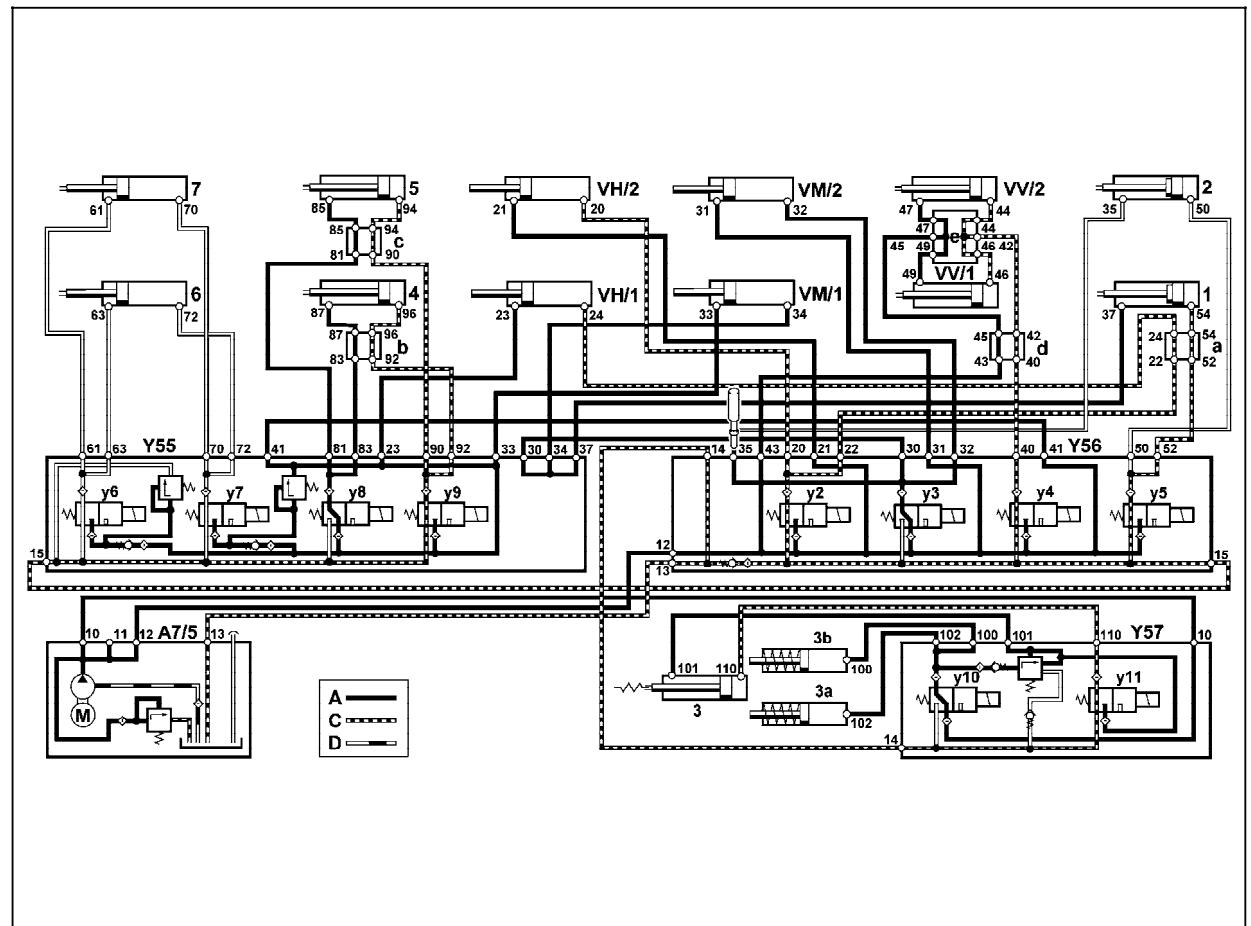 7 5 VH/2 VM/2 VV/2 2
61 70 85 94 21 20 31 32 47 44 35 50
85 94 47 44
c e
81 90 45 49 46 42
VV/1
6 4 VH/1 VM/1 49 46 1
63 72 87 96 23 24 33 34 37 54
87 96 45 42 24 54
b d a
83 92 43 40 22 52
61 63 Y55 70 72 41 81 83 23 90 92 33 30 34 37 14 35 43 20 21 22 30 31 32 40 41 Y56 50 52
y6 y7 y8 y9 y2 y3 y4 y5
15 12 15
13
10 11 12 A7/5 13 102 100 101 110 Y57 10
3b
101 110 100
y10 y11
M A 3 3a
102
C
D 14